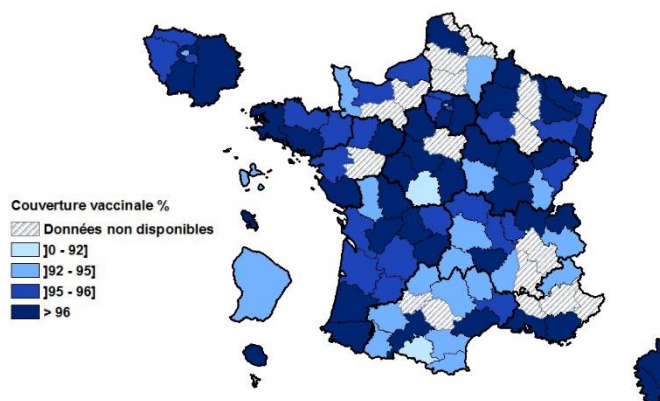 Couverture vaccinale %
Données non disponibles
]0 - 92]
]92 - 95]
]95 - 96]
> 96